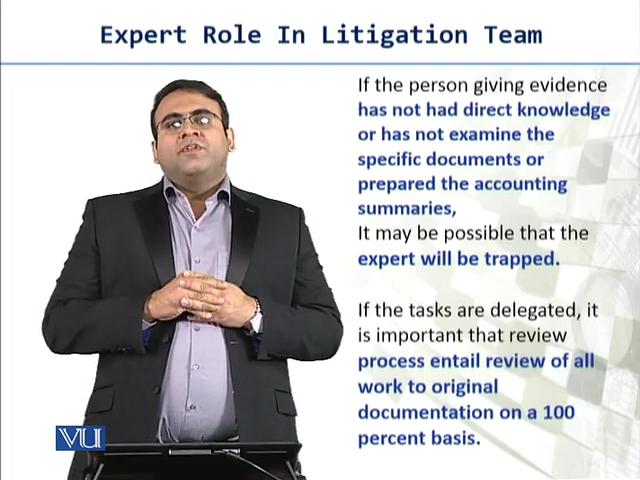 Expert Role In Litigation Team
If the person giving evidence
has not had direct knowledge
or has not examine the
specific documents or
prepared the accounting
summaries,
It may be possible that the
expert will be trapped.
If the tasks are delegated, it
is important that review
process entail review of all
work to original
documentation on a 100
percent basis.
VU